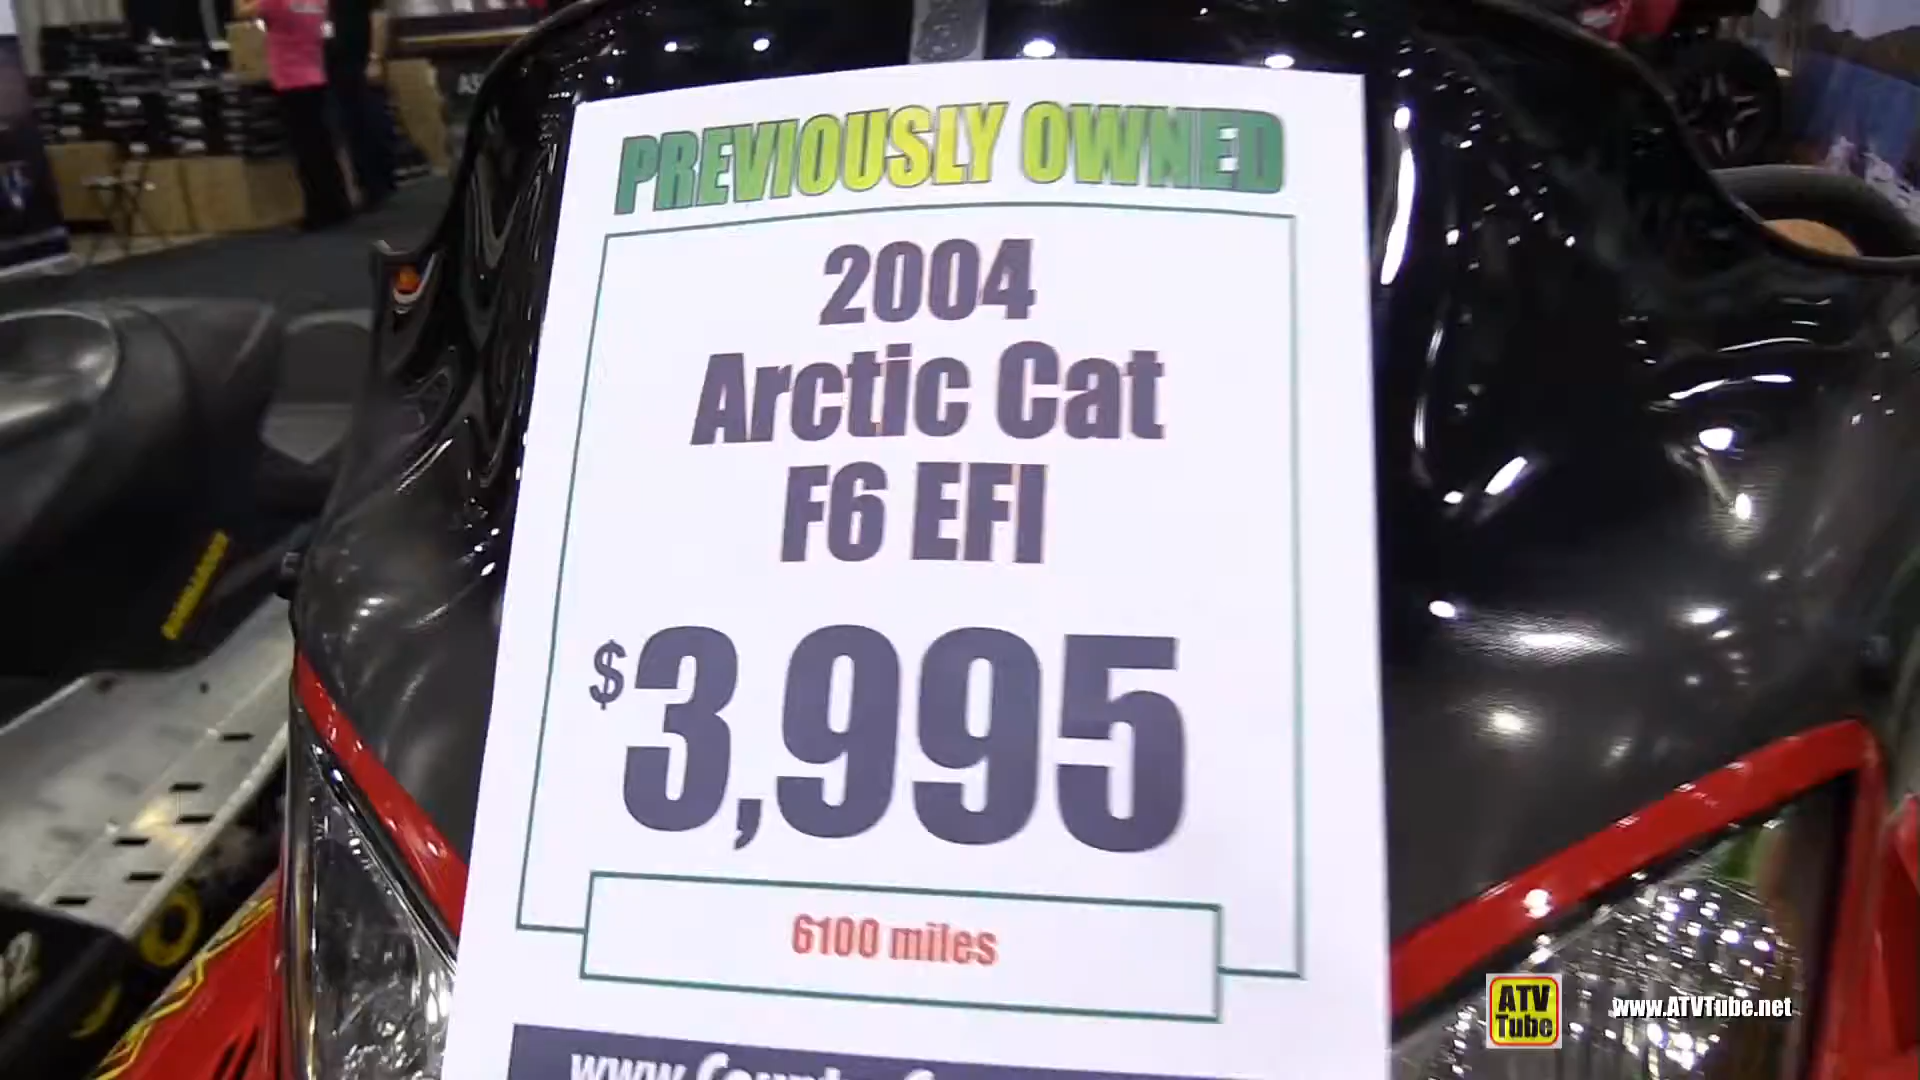 PREVIOUSLY OWNED
2004
Arctic Cat
F6 EFI
$3,995
6100 miles
ATV
Tube
www.ATVTube.net